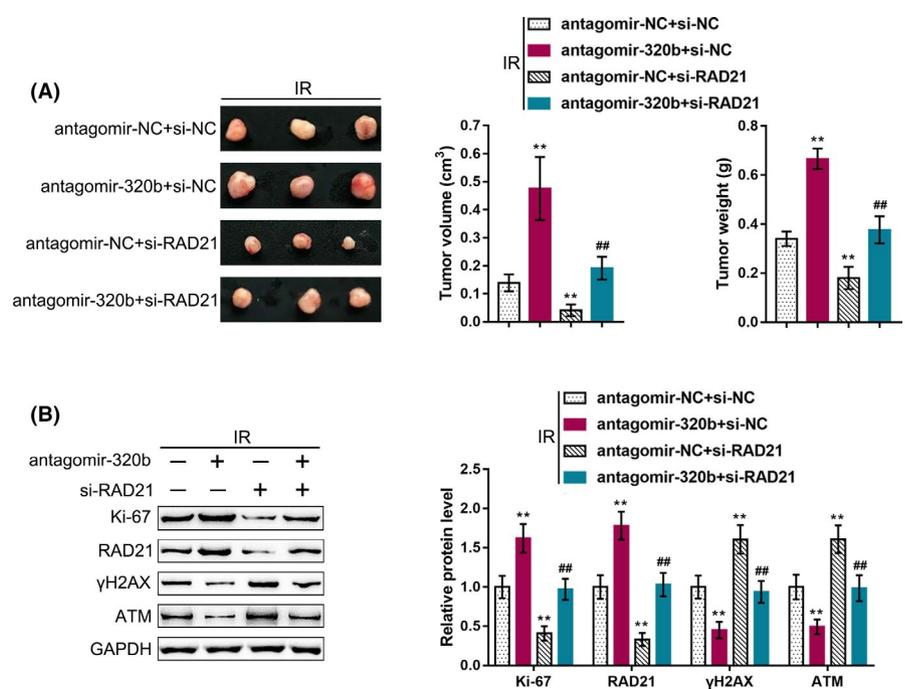 (A)
IR
antagomir-NC+si-NC
antagomir-320b+si-NC
antagomir-NC+si-RAD21
antagomir-320b+si-RAD21
IR
antagomir-NC+si-NC
antagomir-320b+si-NC
antagomir-NC+si-RAD21
antagomir-320b+si-RAD21
Tumor volume (cm³)
0.7
0.6
0.5
0.4
0.3
0.2
0.1
0.0
**
**
##
Tumor weight (g)
0.8
0.6
0.4
0.2
0.0
**
**
##
(B)
IR
antagomir-320b — + — +
si-RAD21 — — + +
Ki-67
RAD21
γH2AX
ATM
GAPDH
IR
antagomir-NC+si-NC
antagomir-320b+si-NC
antagomir-NC+si-RAD21
antagomir-320b+si-RAD21
Relative protein level
2.5
2.0
1.5
1.0
0.5
0.0
** ** ## ** ** ## ** ** ## ** ** ##
Ki-67 RAD21 γH2AX ATM